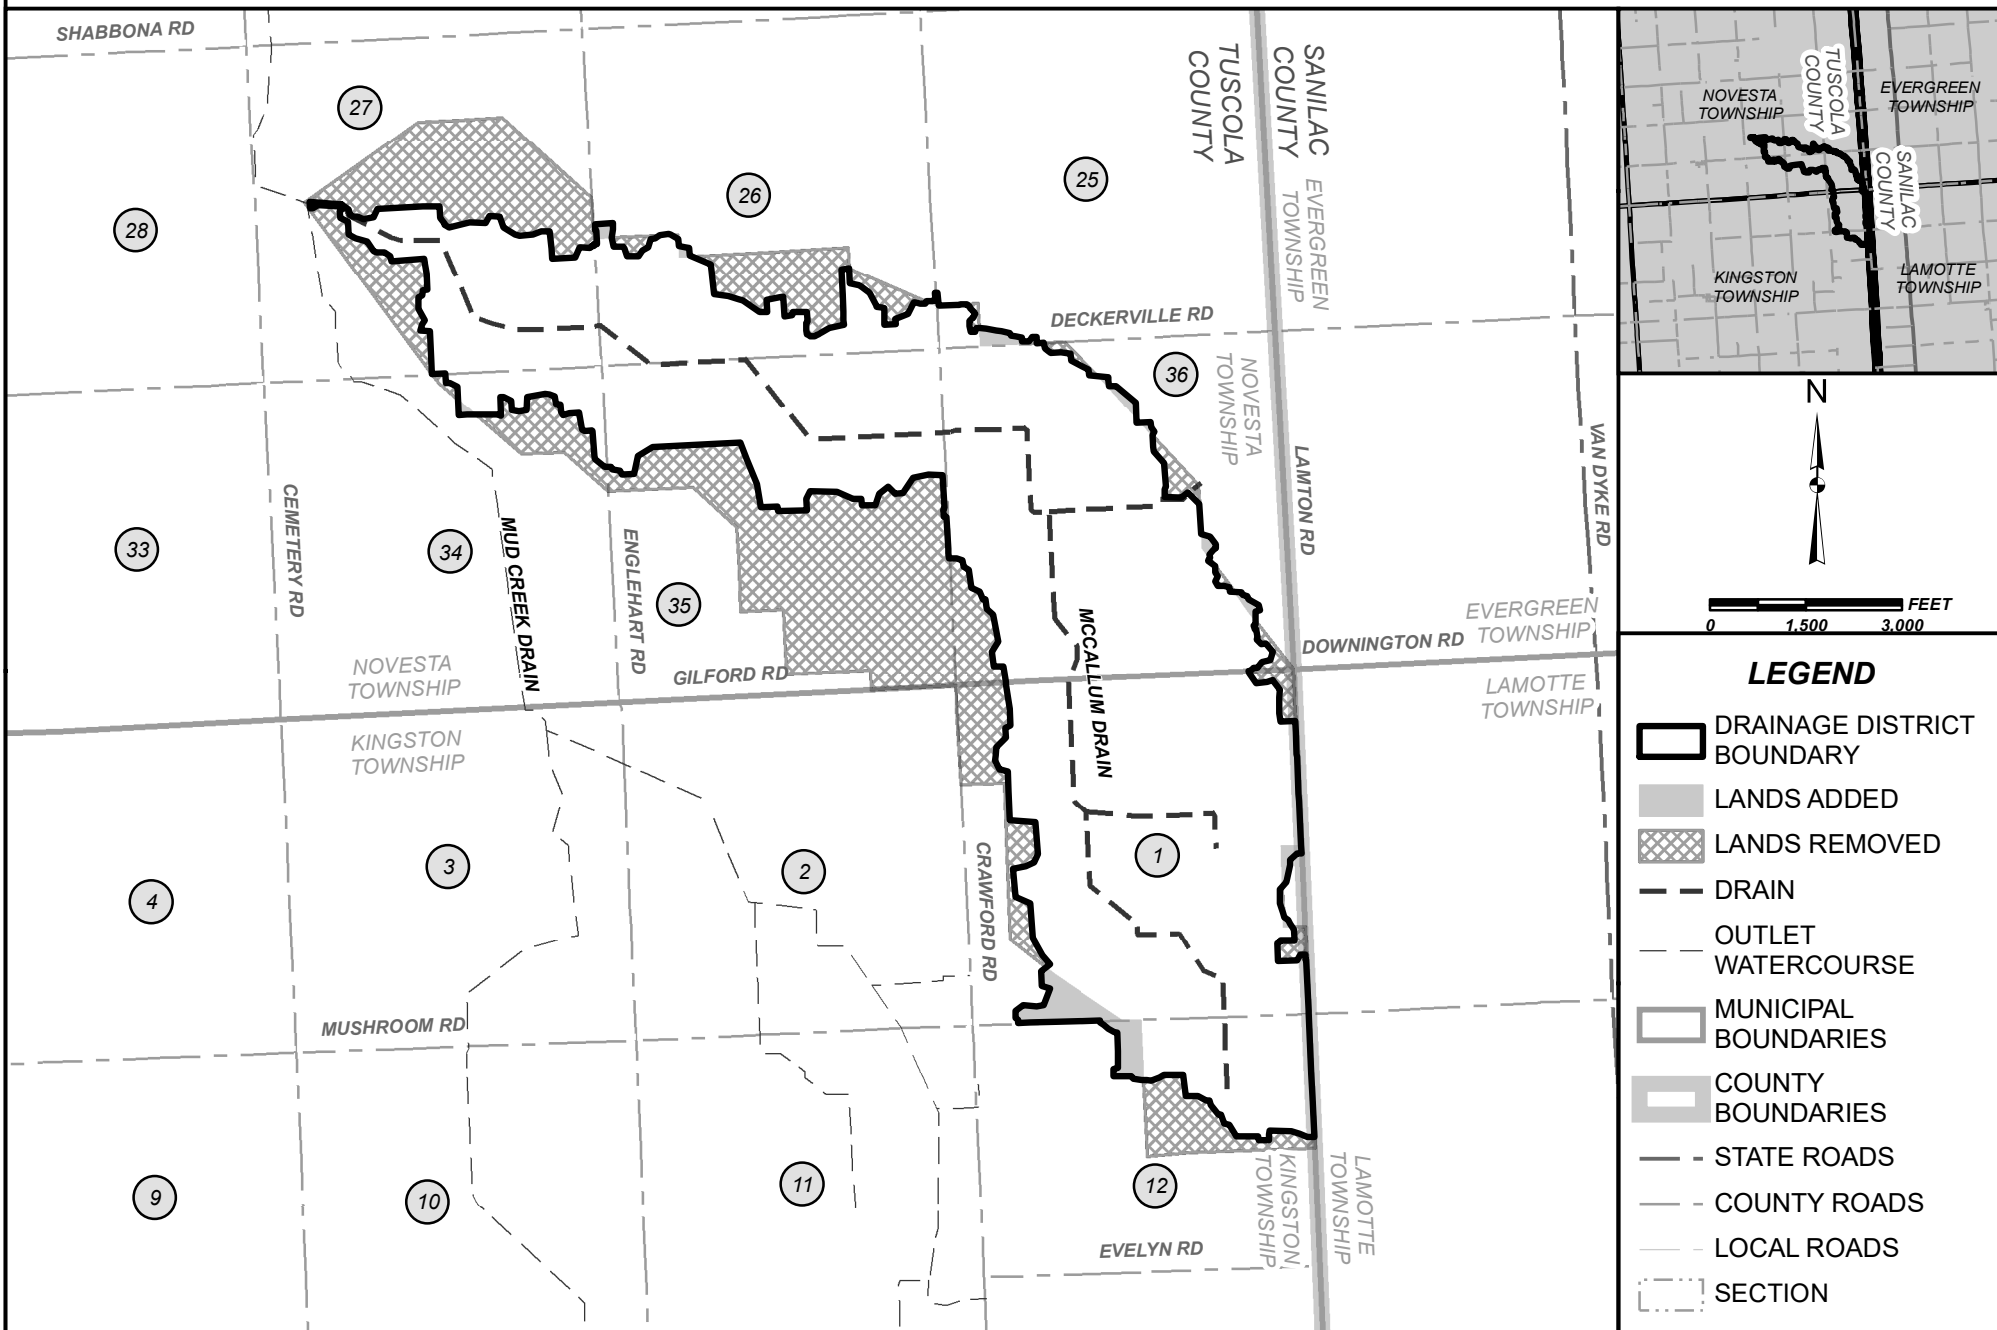 SHABBONA RD
27
28
26
25
TUSCOLA
COUNTY
SANILAC
COUNTY
EVERGREEN
TOWNSHIP
DECKERVILLE RD
36
NOVESTA
TOWNSHIP
LAMTON RD
VAN DYKE RD
CEMETERY RD
33
34
MUD CREEK DRAIN
ENGLEHART RD
35
MCCALLUM DRAIN
NOVESTA
TOWNSHIP
GILFORD RD
KINGSTON
TOWNSHIP
EVERGREEN
TOWNSHIP
DOWNINGTON RD
LAMOTTE
TOWNSHIP
4
3
2
1
CRAWFORD RD
MUSHROOM RD
9
10
11
12
KINGSTON
TOWNSHIP
LAMOTTE
TOWNSHIP
EVELYN RD
NOVESTA
TOWNSHIP
TUSCOLA
COUNTY
EVERGREEN
TOWNSHIP
SANILAC
COUNTY
KINGSTON
TOWNSHIP
LAMOTTE
TOWNSHIP
N
FEET
0 1,500 3,000
LEGEND
DRAINAGE DISTRICT
BOUNDARY
LANDS ADDED
LANDS REMOVED
DRAIN
OUTLET
WATERCOURSE
MUNICIPAL
BOUNDARIES
COUNTY
BOUNDARIES
STATE ROADS
COUNTY ROADS
LOCAL ROADS
SECTION